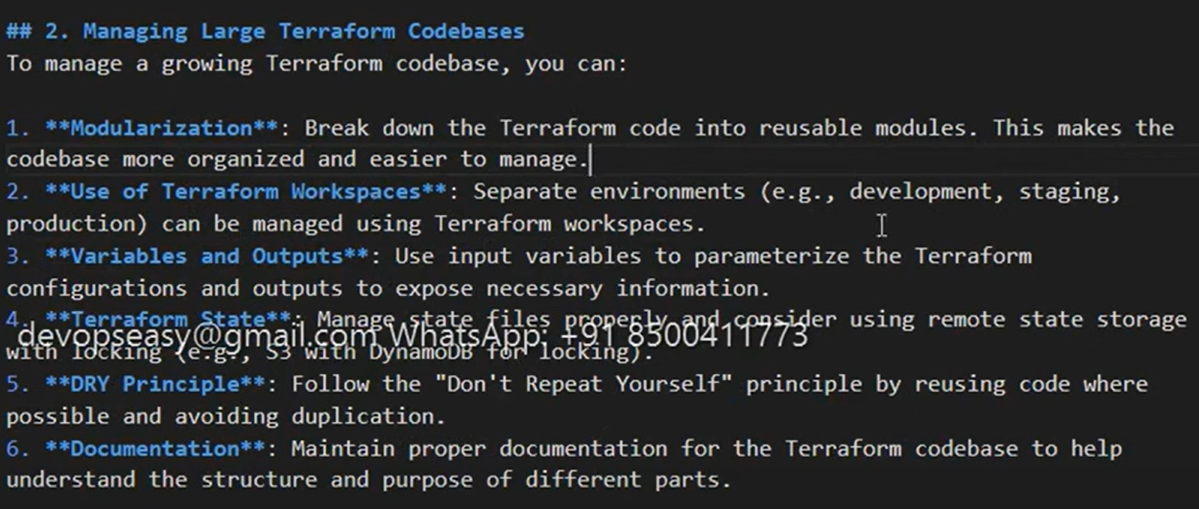 ## 2. Managing Large Terraform Codebases
To manage a growing Terraform codebase, you can:
1. **Modularization**: Break down the Terraform code into reusable modules. This makes the
codebase more organized and easier to manage.
2. **Use of Terraform Workspaces**: Separate environments (e.g., development, staging,
production) can be managed using Terraform workspaces.
3. **Variables and Outputs**: Use input variables to parameterize the Terraform
configurations and outputs to expose necessary information.
4. **Terraform State**: Manage state files properly and consider using remote state storage
devopseasy@gmail.com WhatsApp: +91 8500411773
with locking (e.g., S3 with DynamoDB for locking).
5. **DRY Principle**: Follow the "Don't Repeat Yourself" principle by reusing code where
possible and avoiding duplication.
6. **Documentation**: Maintain proper documentation for the Terraform codebase to help
understand the structure and purpose of different parts.